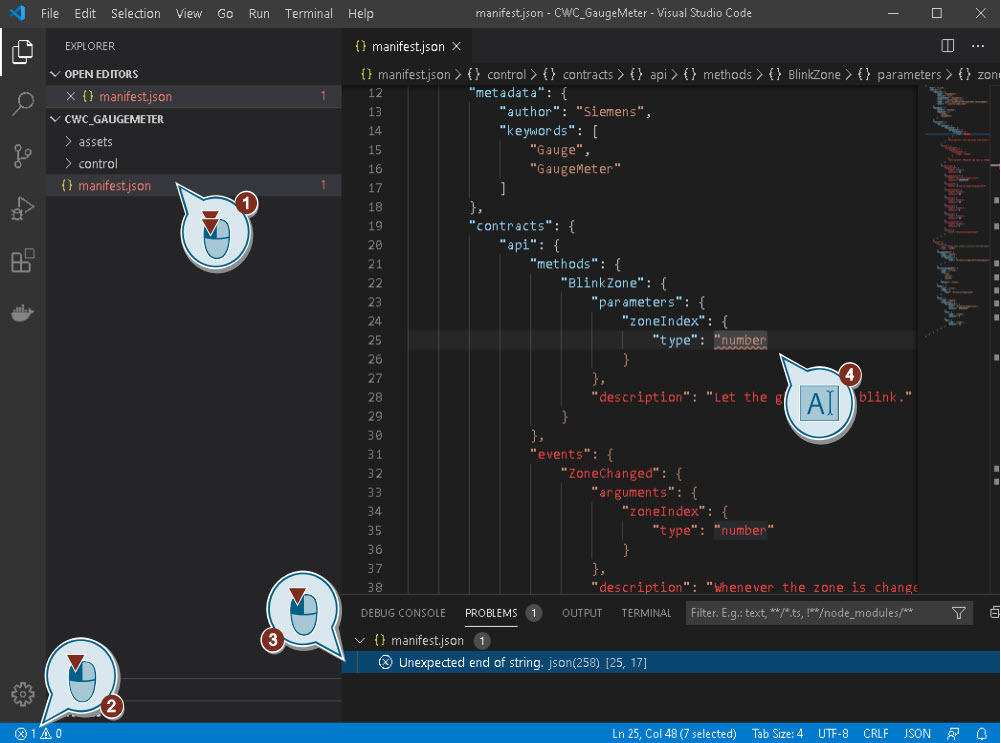 File Edit Selection View Go Run Terminal Help manifest.json - CWC_GaugeMeter - Visual Studio Code
EXPLORER
OPEN EDITORS
{} manifest.json 1
CWC_GAUGEMETER
assets
control
{} manifest.json 1
1
{} manifest.json
{} manifest.json > {} control > {} contracts > {} api > {} methods > {} BlinkZone > {} parameters > {} zone
12 "metadata": {
13 "author": "Siemens",
14 "keywords": [
15 "Gauge",
16 "GaugeMeter"
17 ]
18 },
19 "contracts": {
20 "api": {
21 "methods": {
22 "BlinkZone": {
23 "parameters": {
24 "zoneIndex": {
25 "type": "number
26 }
27 },
28 "description": "Let the g blink."
29 }
30 },
31 "events": {
32 "ZoneChanged": {
33 "arguments": {
34 "zoneIndex": {
35 "type": "number"
36 }
37 },
38 "description": "Whenever the zone is change
4
A
DEBUG CONSOLE PROBLEMS 1 OUTPUT TERMINAL Filter. E.g.: text, **/*.ts, !**/node_modules/**
{} manifest.json 1
Unexpected end of string. json(258) [25, 17]
3
2
1 0 Ln 25, Col 48 (7 selected) Tab Size: 4 UTF-8 CRLF JSON